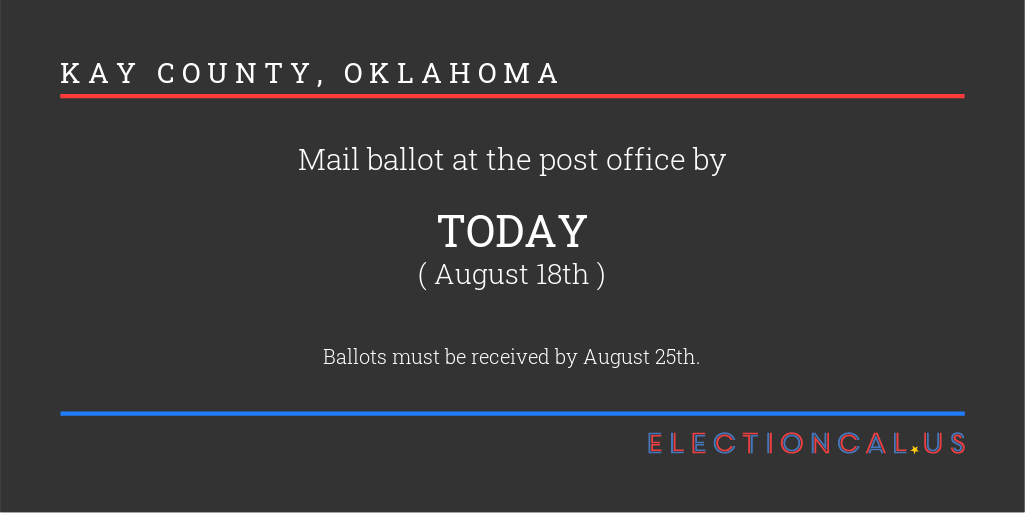 KAY COUNTY, OKLAHOMA
Mail ballot at the post office by
TODAY
( August 18th )
Ballots must be received by August 25th.
ELECTIONCAL.US